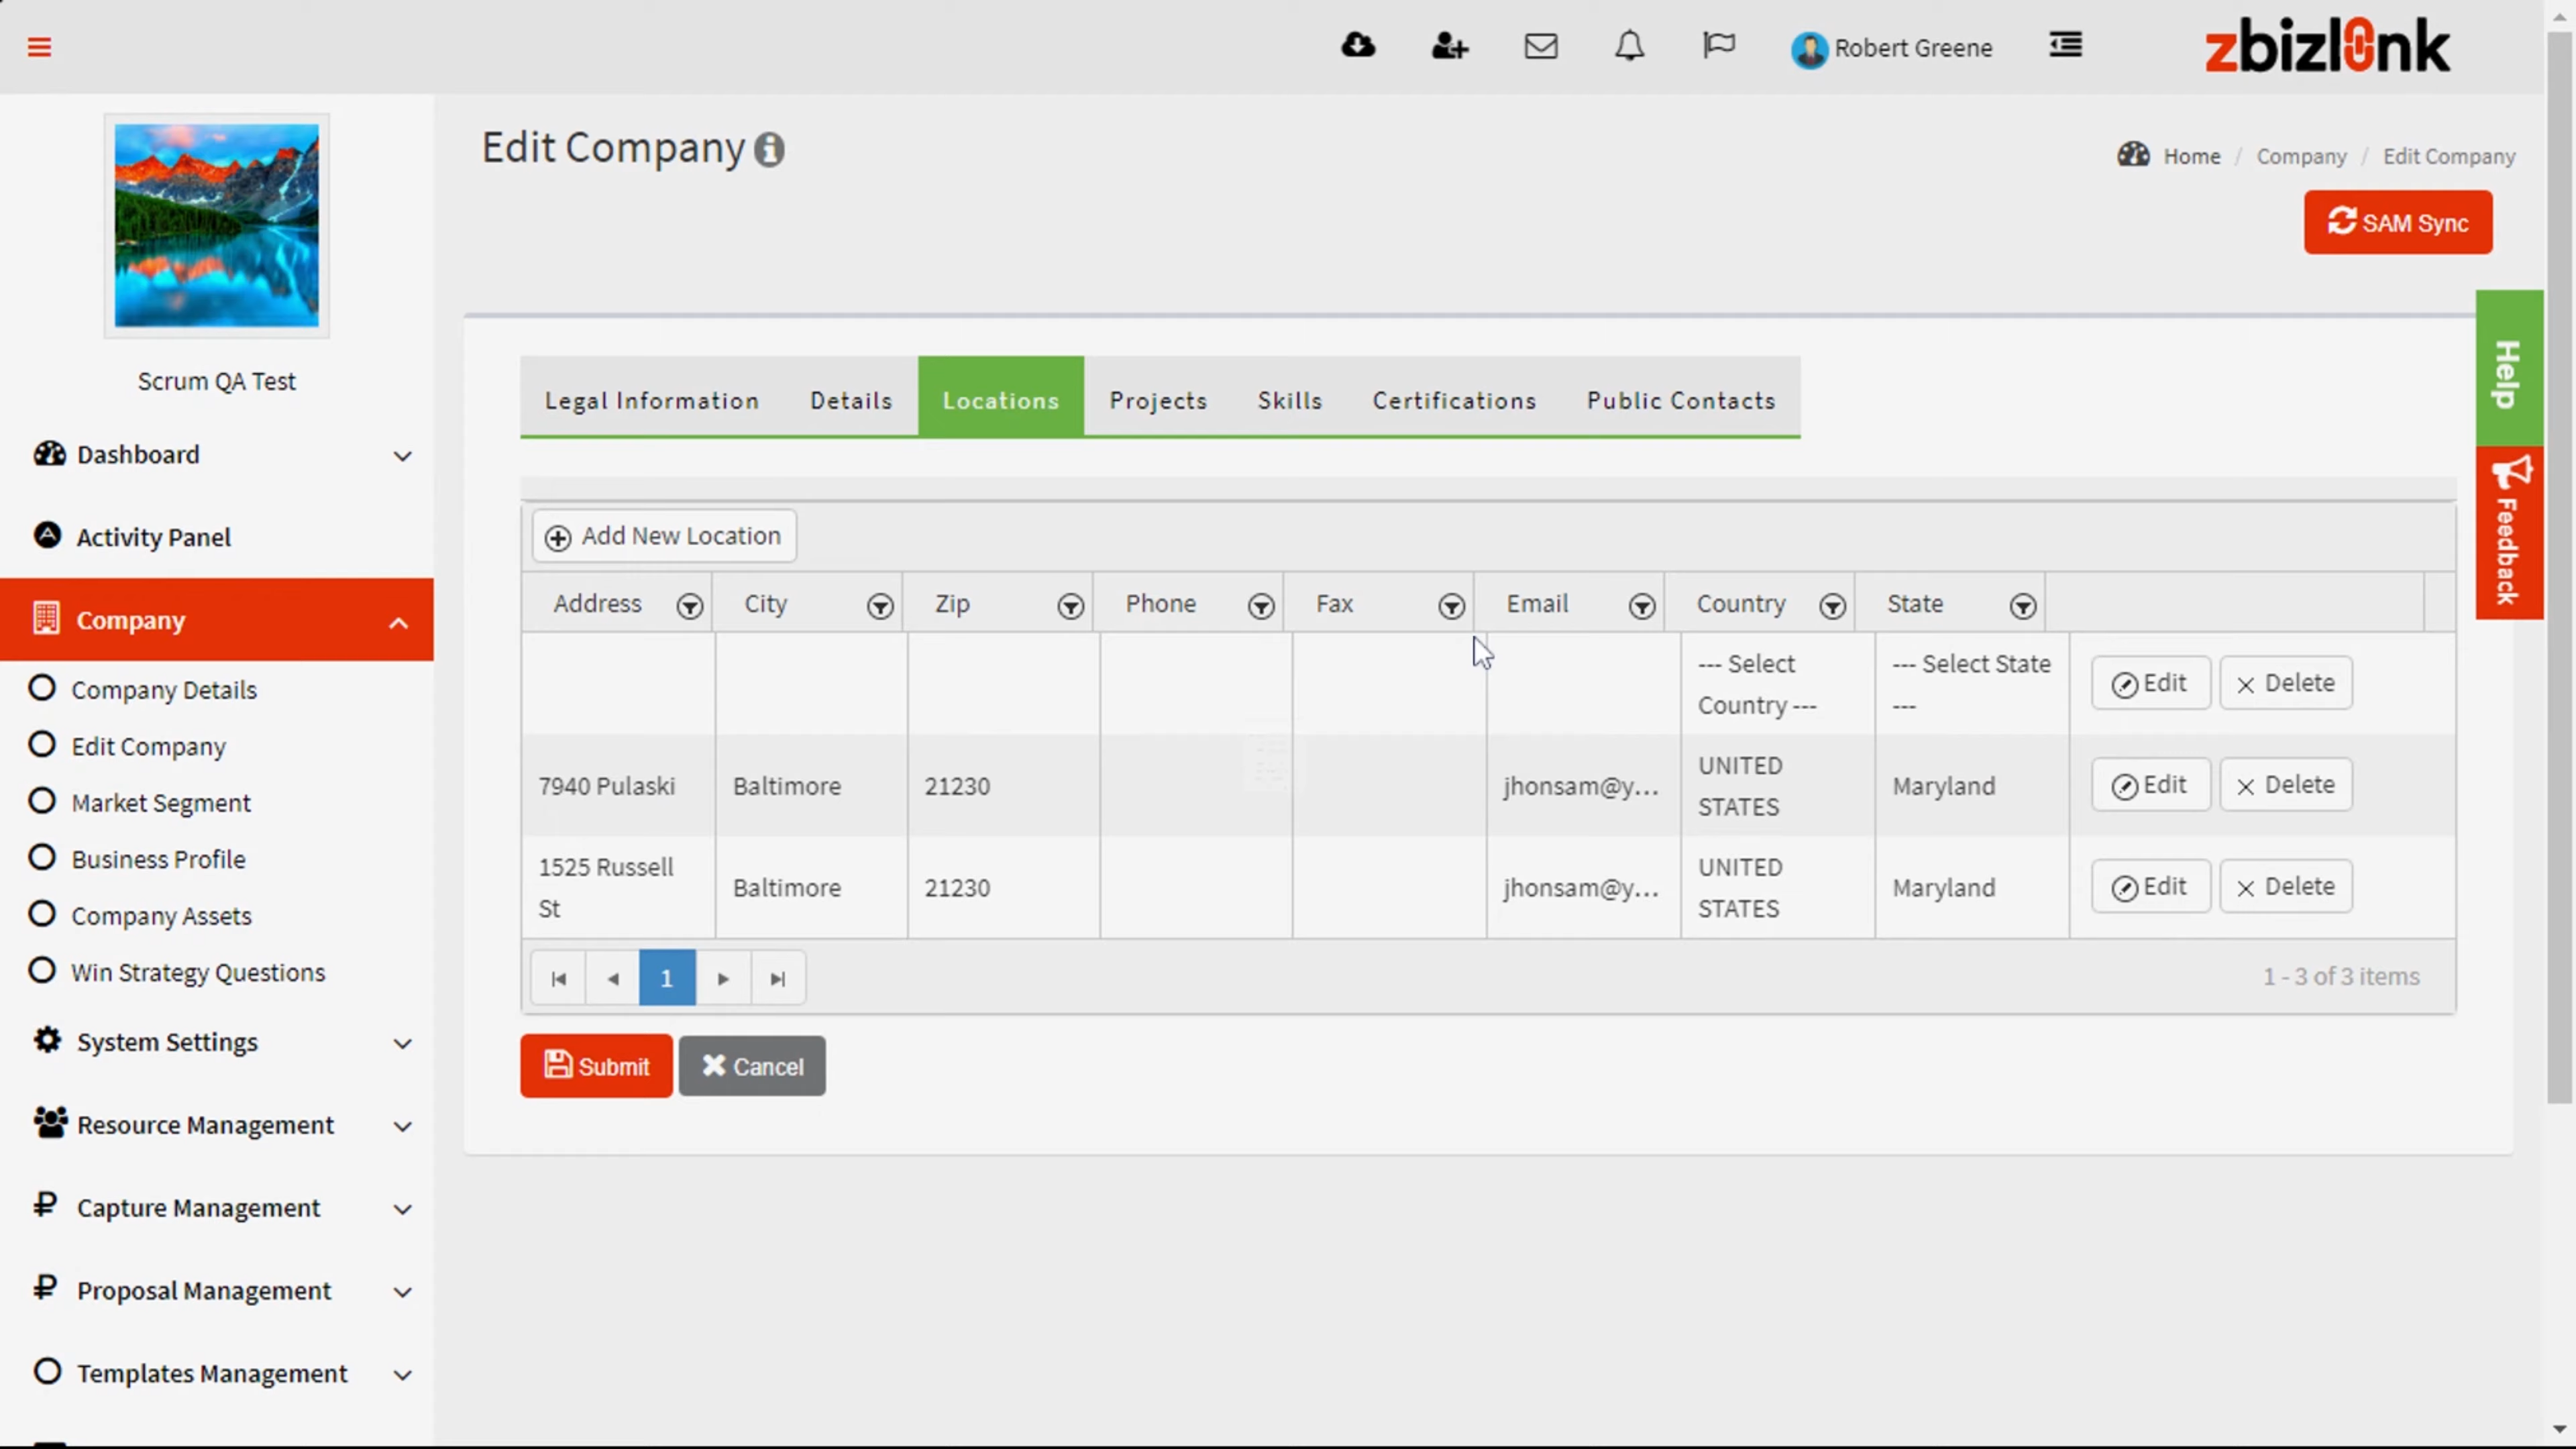 Robert Greene
zbizlink
Edit Company
Home / Company / Edit Company
SAM Sync
Help
Feedback
Scrum QA Test
Dashboard
Activity Panel
Company
Company Details
Edit Company
Market Segment
Business Profile
Company Assets
Win Strategy Questions
System Settings
Resource Management
Capture Management
Proposal Management
Templates Management
Legal Information Details Locations Projects Skills Certifications Public Contacts
Add New Location
Address City Zip Phone Fax Email Country State
--- Select Country --- --- Select State --- Edit Delete
7940 Pulaski Baltimore 21230 jhonsam@y... UNITED STATES Maryland Edit Delete
1525 Russell St Baltimore 21230 jhonsam@y... UNITED STATES Maryland Edit Delete
1
1 - 3 of 3 items
Submit Cancel